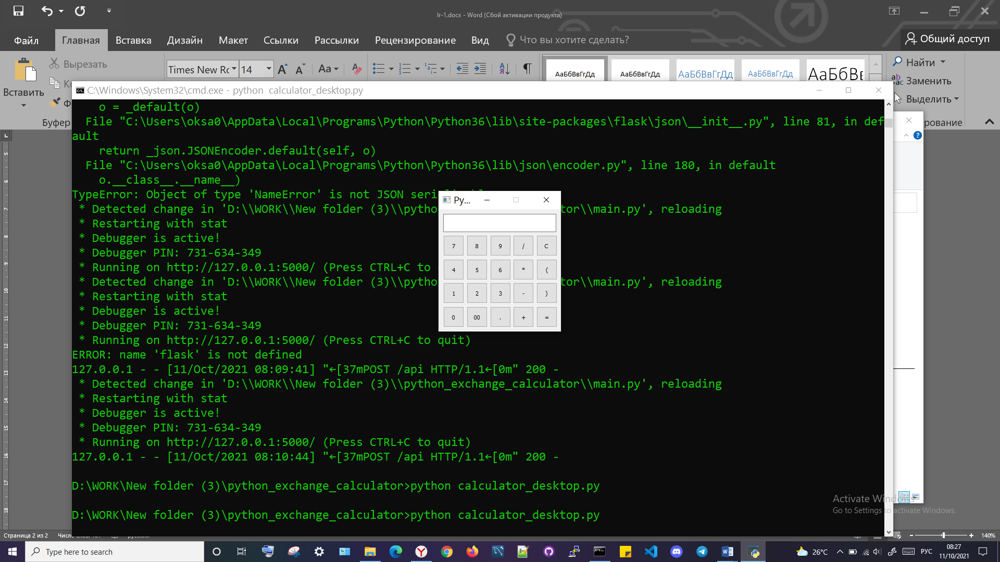 lr-1.docx - Word (Сбой активации продукта)
Файл Главная Вставка Дизайн Макет Ссылки Рассылки Рецензирование Вид Что вы хотите сделать? Общий доступ
Вставить
Вырезать
Буфер
Times New Rc 14
Aa
АаБбВвГгДд АаБбВвГгДд АаБбВвГгДд АаБбВвГгДд АаБбВ
Найти
Заменить
Выделить
рование
C:\Windows\System32\cmd.exe - python  calculator_desktop.py
o = _default(o)
File "C:\Users\oksa0\AppData\Local\Programs\Python\Python36\lib\site-packages\flask\json\__init__.py", line 81, in def
ault
return _json.JSONEncoder.default(self, o)
File "C:\Users\oksa0\AppData\Local\Programs\Python\Python36\lib\json\encoder.py", line 180, in default
o.__class__.__name__)
TypeError: Object of type 'NameError' is not JSON seri
* Detected change in 'D:\\WORK\\New folder (3)\\pytho tor\\main.py', reloading
* Restarting with stat
* Debugger is active!
* Debugger PIN: 731-634-349
* Running on http://127.0.0.1:5000/ (Press CTRL+C to
* Detected change in 'D:\\WORK\\New folder (3)\\pytho tor\\main.py', reloading
* Restarting with stat
* Debugger is active!
* Debugger PIN: 731-634-349
* Running on http://127.0.0.1:5000/ (Press CTRL+C to quit)
ERROR: name 'flask' is not defined
127.0.0.1 - - [11/Oct/2021 08:09:41] "←[37mPOST /api HTTP/1.1←[0m" 200 -
* Detected change in 'D:\\WORK\\New folder (3)\\python_exchange_calculator\\main.py', reloading
* Restarting with stat
* Debugger is active!
* Debugger PIN: 731-634-349
* Running on http://127.0.0.1:5000/ (Press CTRL+C to quit)
127.0.0.1 - - [11/Oct/2021 08:10:44] "←[37mPOST /api HTTP/1.1←[0m" 200 -
D:\WORK\New folder (3)\python_exchange_calculator>python calculator_desktop.py
D:\WORK\New folder (3)\python_exchange_calculator>python calculator_desktop.py
Py...
7 8 9 / C
4 5 6 * (
1 2 3 - )
0 00 . + =
Activate Windows
Go to Settings to activate Windows.
Страница 2 из 2
140%
Type here to search
26°C
РУС
08:27
11/10/2021